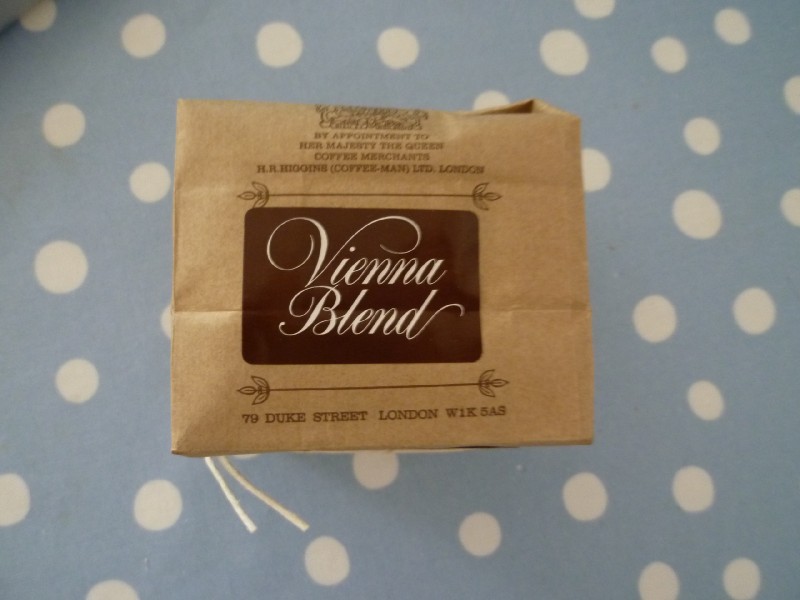 BY APPOINTMENT TO
HER MAJESTY THE QUEEN
COFFEE MERCHANTS
H.R.HIGGINS (COFFEE-MAN) LTD. LONDON
Vienna
Blend
79 DUKE STREET LONDON W1K 5AS